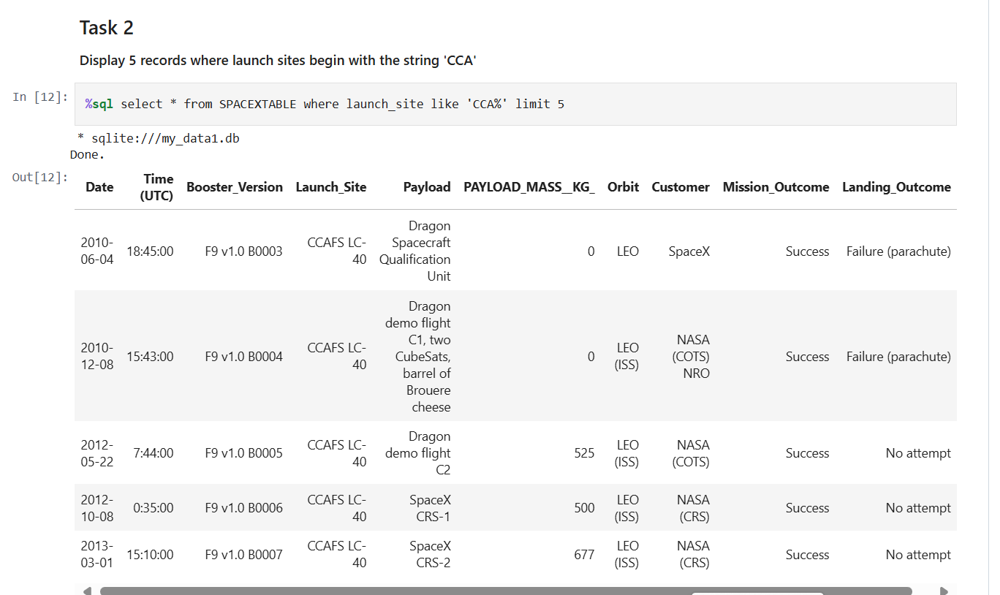 Task 2
Display 5 records where launch sites begin with the string 'CCA'
In [12]:
%sql select * from SPACEXTABLE where launch_site like 'CCA%' limit 5
* sqlite:///my_data1.db
Done.
Out[12]:
Date Time (UTC) Booster_Version Launch_Site Payload PAYLOAD_MASS__KG_ Orbit Customer Mission_Outcome Landing_Outcome
2010-06-04 18:45:00 F9 v1.0 B0003 CCAFS LC-40 Dragon Spacecraft Qualification Unit 0 LEO SpaceX Success Failure (parachute)
2010-12-08 15:43:00 F9 v1.0 B0004 CCAFS LC-40 Dragon demo flight C1, two CubeSats, barrel of Brouere cheese 0 LEO (ISS) NASA (COTS) NRO Success Failure (parachute)
2012-05-22 7:44:00 F9 v1.0 B0005 CCAFS LC-40 Dragon demo flight C2 525 LEO (ISS) NASA (COTS) Success No attempt
2012-10-08 0:35:00 F9 v1.0 B0006 CCAFS LC-40 SpaceX CRS-1 500 LEO (ISS) NASA (CRS) Success No attempt
2013-03-01 15:10:00 F9 v1.0 B0007 CCAFS LC-40 SpaceX CRS-2 677 LEO (ISS) NASA (CRS) Success No attempt